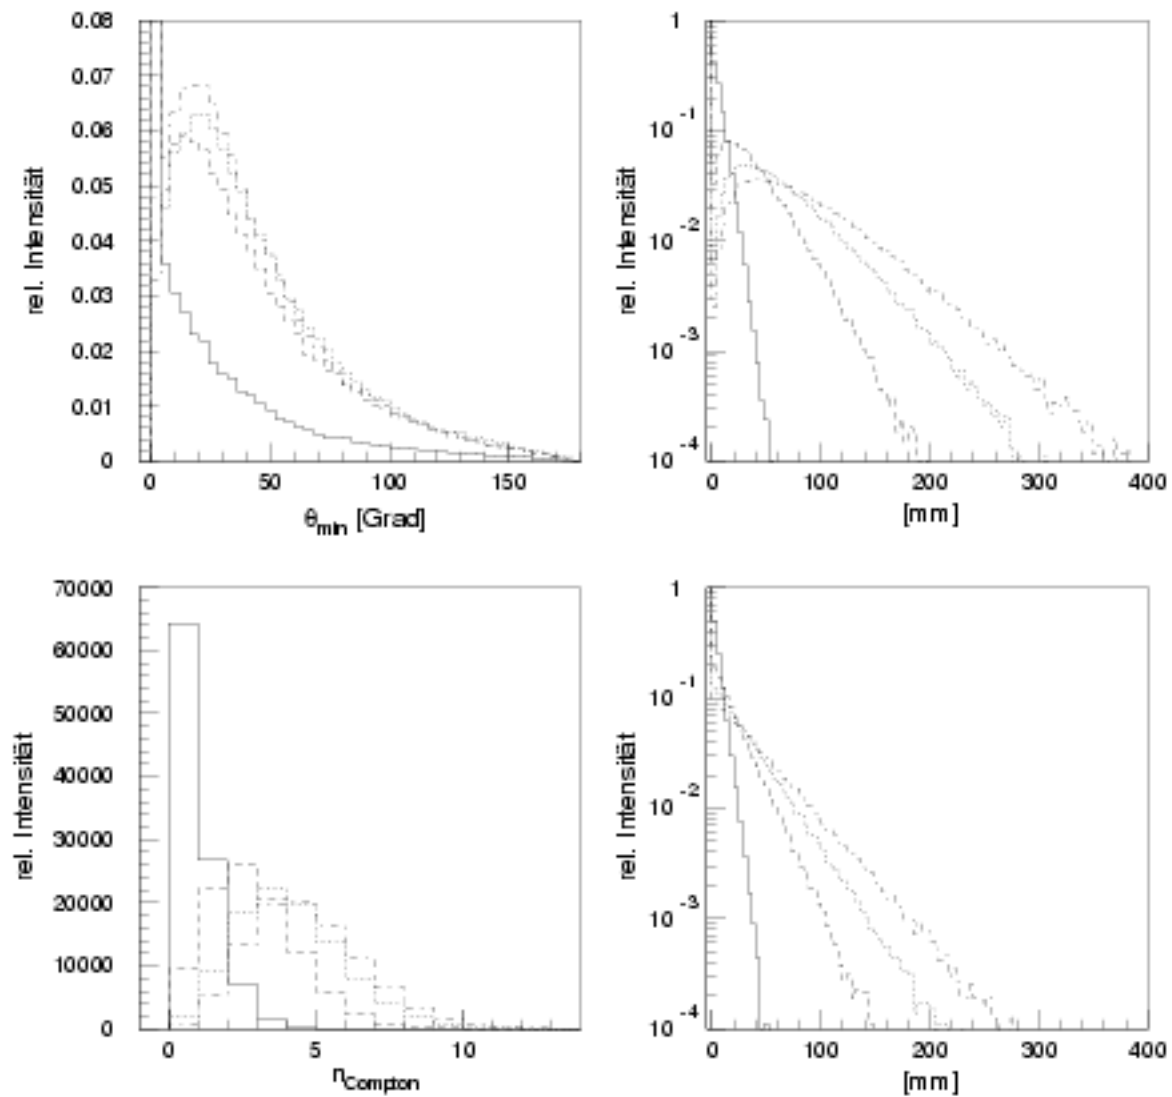 0.08
0.07
0.06
0.05
0.04
0.03
0.02
0.01
0
rel. Intensität
0 50 100 150
θmin [Grad]
1
10-1
10-2
10-3
10-4
rel. Intensität
0 100 200 300 400
[mm]
70000
60000
50000
40000
30000
20000
10000
0
rel. Intensität
0 5 10
nCompton
1
10-1
10-2
10-3
10-4
rel. Intensität
0 100 200 300 400
[mm]